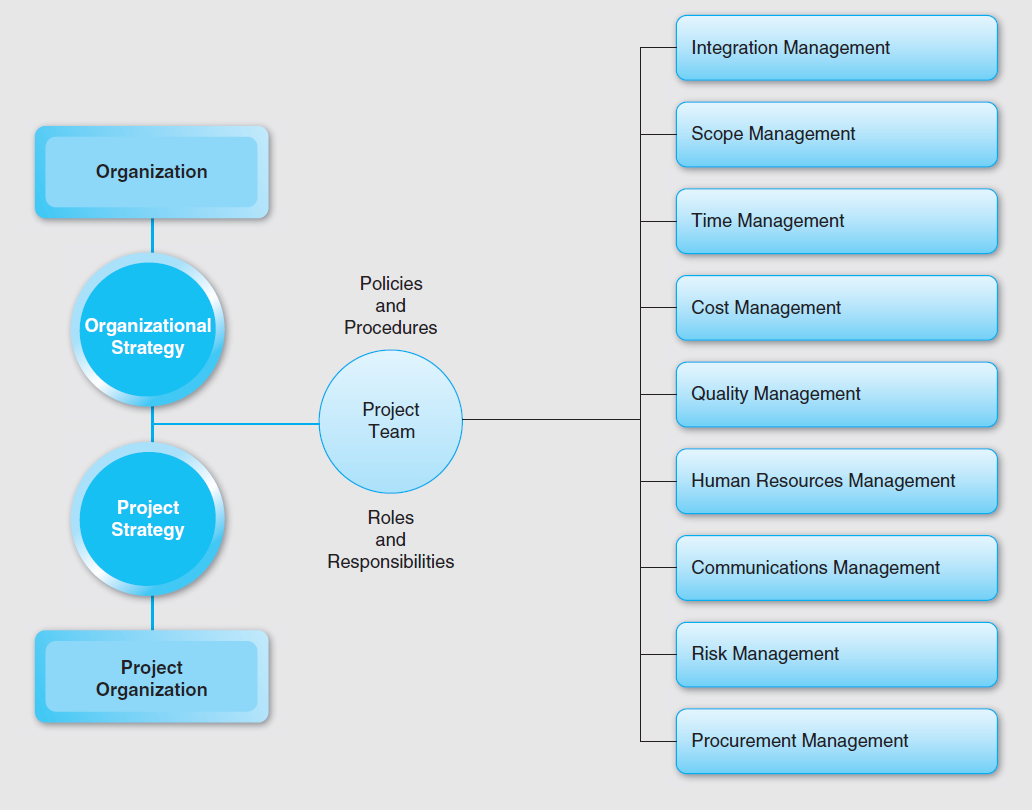 Organization
Organizational
Strategy
Project
Strategy
Project
Organization
Policies
and
Procedures
Project
Team
Roles
and
Responsibilities
Integration Management
Scope Management
Time Management
Cost Management
Quality Management
Human Resources Management
Communications Management
Risk Management
Procurement Management